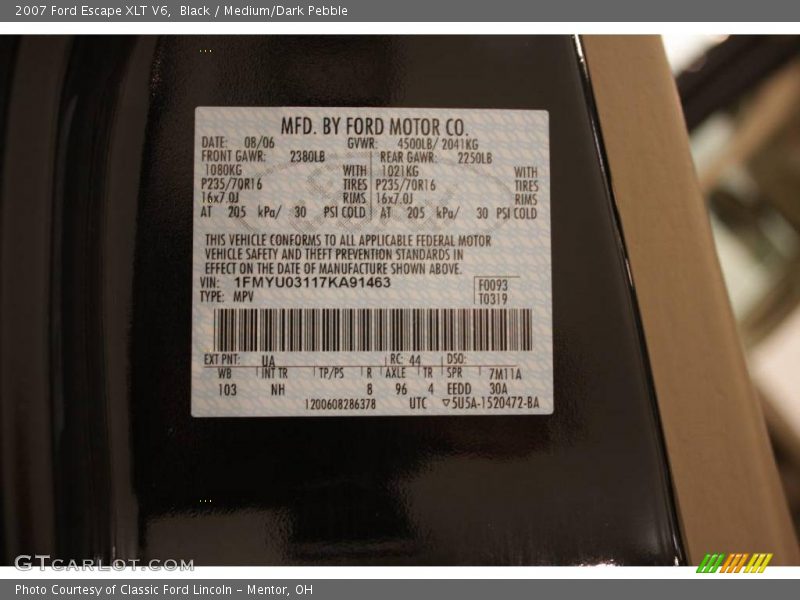 2007 Ford Escape XLT V6,  Black / Medium/Dark Pebble
MFD. BY FORD MOTOR CO.
DATE: 08/06 GVWR: 4500LB/ 2041KG
FRONT GAWR: 2380LB REAR GAWR: 2250LB
1080KG WITH 1021KG WITH
P235/70R16 TIRES P235/70R16 TIRES
16x7.0J RIMS 16x7.0J RIMS
AT 205 kPa/ 30 PSI COLD AT 205 kPa/ 30 PSI COLD
THIS VEHICLE CONFORMS TO ALL APPLICABLE FEDERAL MOTOR
VEHICLE SAFETY AND THEFT PREVENTION STANDARDS IN
EFFECT ON THE DATE OF MANUFACTURE SHOWN ABOVE.
VIN: 1FMYU03117KA91463 F0093
TYPE: MPV T0319
EXT PNT: UA RC: 44 DSO:
WB INT TR TP/PS R AXLE TR SPR 7M11A
103 NH 8 96 4 EEDD 30A
1200608286378 UTC ▽5U5A-1520472-BA
GTCARLOT.COM
Photo Courtesy of Classic Ford Lincoln – Mentor, OH